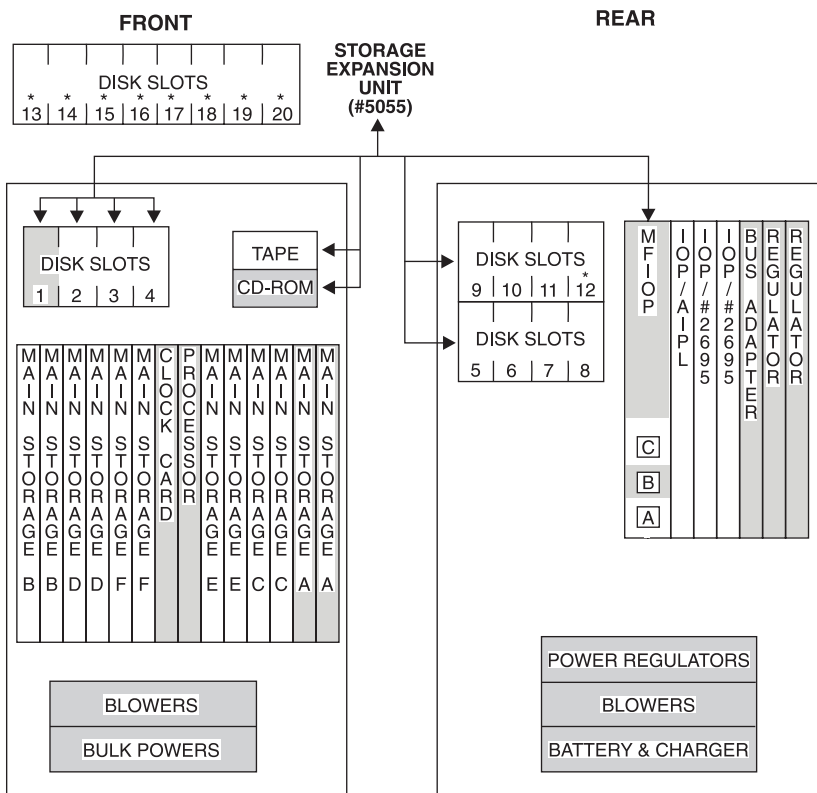 FRONT
REAR
STORAGE
EXPANSION
UNIT
(#5055)
DISK SLOTS
* * * * * * * *
13 14 15 16 17 18 19 20
DISK SLOTS
1 2 3 4
TAPE
CD-ROM
DISK SLOTS
*
9 10 11 12
DISK SLOTS
5 6 7 8
MFIOP
C
B
A
IOP/AIPL
IOP/#2695
IOP/#2695
BUS ADAPTER
REGULATOR
REGULATOR
MAIN STORAGE B
MAIN STORAGE B
MAIN STORAGE D
MAIN STORAGE D
MAIN STORAGE F
MAIN STORAGE F
CLOCK CARD
PROCESSOR
MAIN STORAGE E
MAIN STORAGE E
MAIN STORAGE C
MAIN STORAGE C
MAIN STORAGE A
MAIN STORAGE A
BLOWERS
BULK POWERS
POWER REGULATORS
BLOWERS
BATTERY & CHARGER